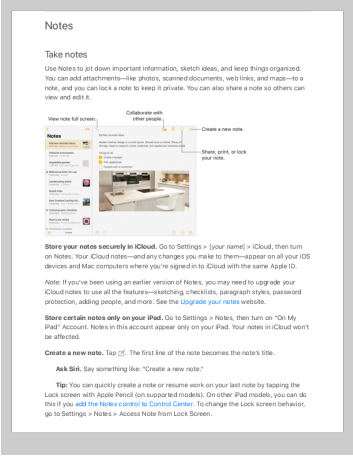 Notes
Take notes
Use Notes to jot down important information, sketch ideas, and keep things organized.
You can add attachments—like photos, scanned documents, web links, and maps—to a
note, and you can lock a note to keep it private. You can also share a note so others can
view and edit it.
Collaborate with
other people.
View note full screen.
Create a new note.
Notes
Share, print, or lock
your note.
Store your notes securely in iCloud. Go to Settings > [your name] > iCloud, then turn
on Notes. Your iCloud notes—and any changes you make to them—appear on all your iOS
devices and Mac computers where you're signed in to iCloud with the same Apple ID.
Note: If you've been using an earlier version of Notes, you may need to upgrade your
iCloud notes to use all the features—sketching, checklists, paragraph styles, password
protection, adding people, and more. See the Upgrade your notes website.
Store certain notes only on your iPad. Go to Settings > Notes, then turn on "On My
iPad" Account. Notes in this account appear only on your iPad. Your notes in iCloud won't
be affected.
Create a new note. Tap . The first line of the note becomes the note's title.
Ask Siri. Say something like: "Create a new note."
Tip: You can quickly create a note or resume work on your last note by tapping the
Lock screen with Apple Pencil (on supported models). On other iPad models, you can do
this if you add the Notes control to Control Center. To change the Lock screen behavior,
go to Settings > Notes > Access Note from Lock Screen.